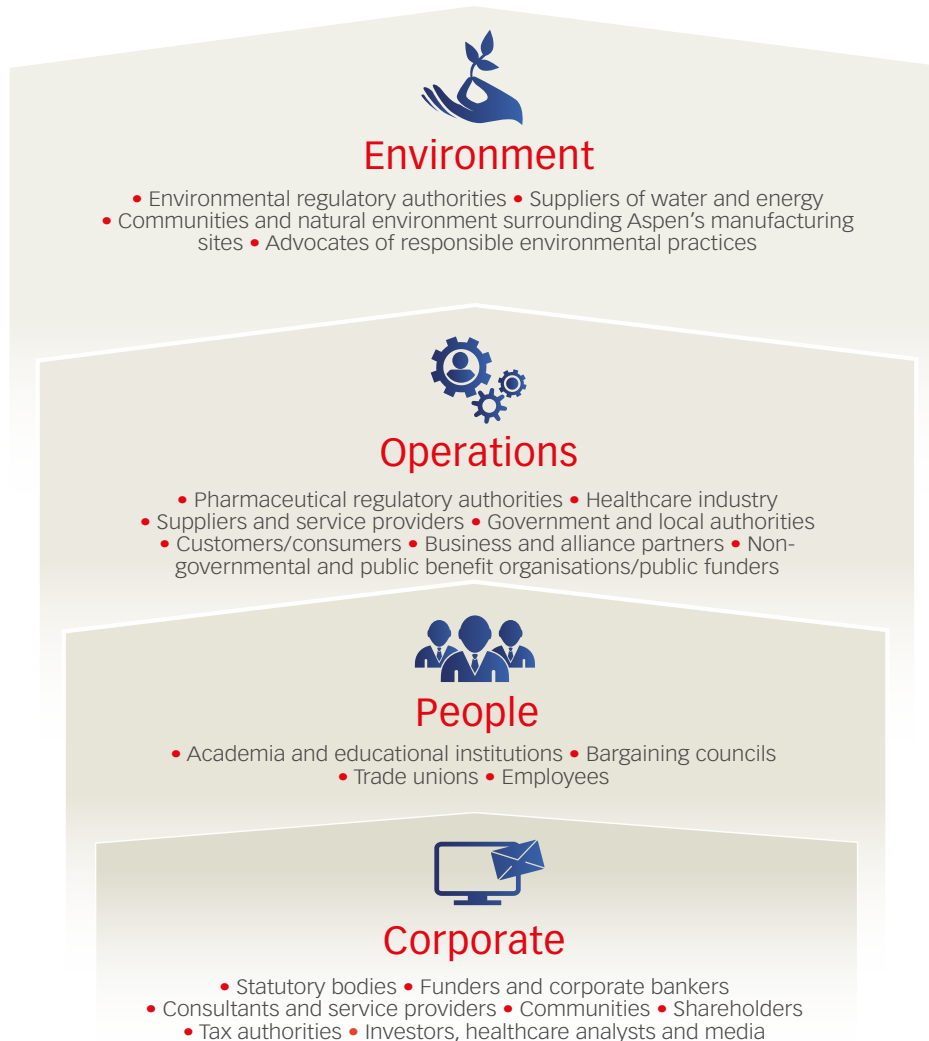 Environment
• Environmental regulatory authorities • Suppliers of water and energy
• Communities and natural environment surrounding Aspen's manufacturing
sites • Advocates of responsible environmental practices
Operations
• Pharmaceutical regulatory authorities • Healthcare industry
• Suppliers and service providers • Government and local authorities
• Customers/consumers • Business and alliance partners • Non-
governmental and public benefit organisations/public funders
People
• Academia and educational institutions • Bargaining councils
• Trade unions • Employees
Corporate
• Statutory bodies • Funders and corporate bankers
• Consultants and service providers • Communities • Shareholders
• Tax authorities • Investors, healthcare analysts and media